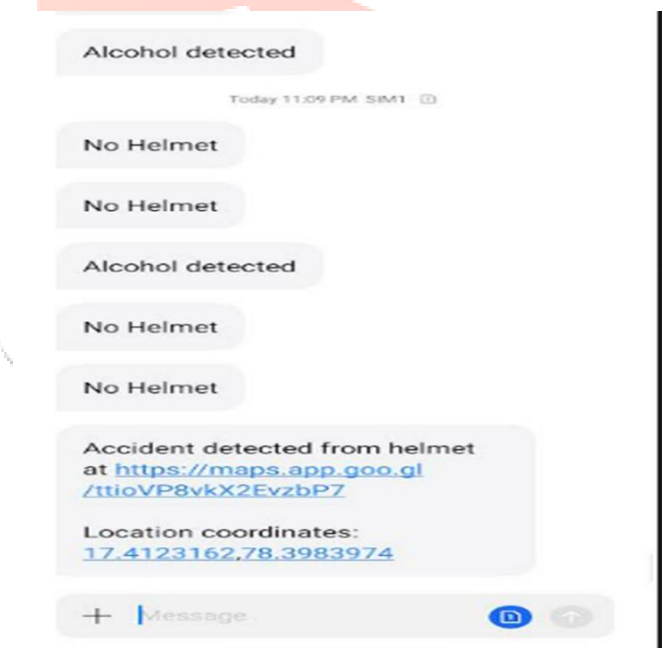 Alcohol detected
Today 11:09 PM SIM1
No Helmet
No Helmet
Alcohol detected
No Helmet
No Helmet
Accident detected from helmet
at https://maps.app.goo.gl
/ttioVP8vkX2EvzbP7
Location coordinates:
17.4123162,78.3983974
Message